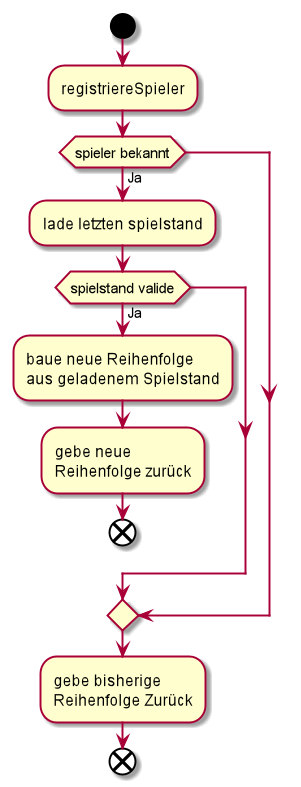 registriereSpieler
spieler bekannt
Ja
lade letzten spielstand
spielstand valide
Ja
baue neue Reihenfolge
aus geladenem Spielstand
gebe neue
Reihenfolge zurück
gebe bisherige
Reihenfolge Zurück